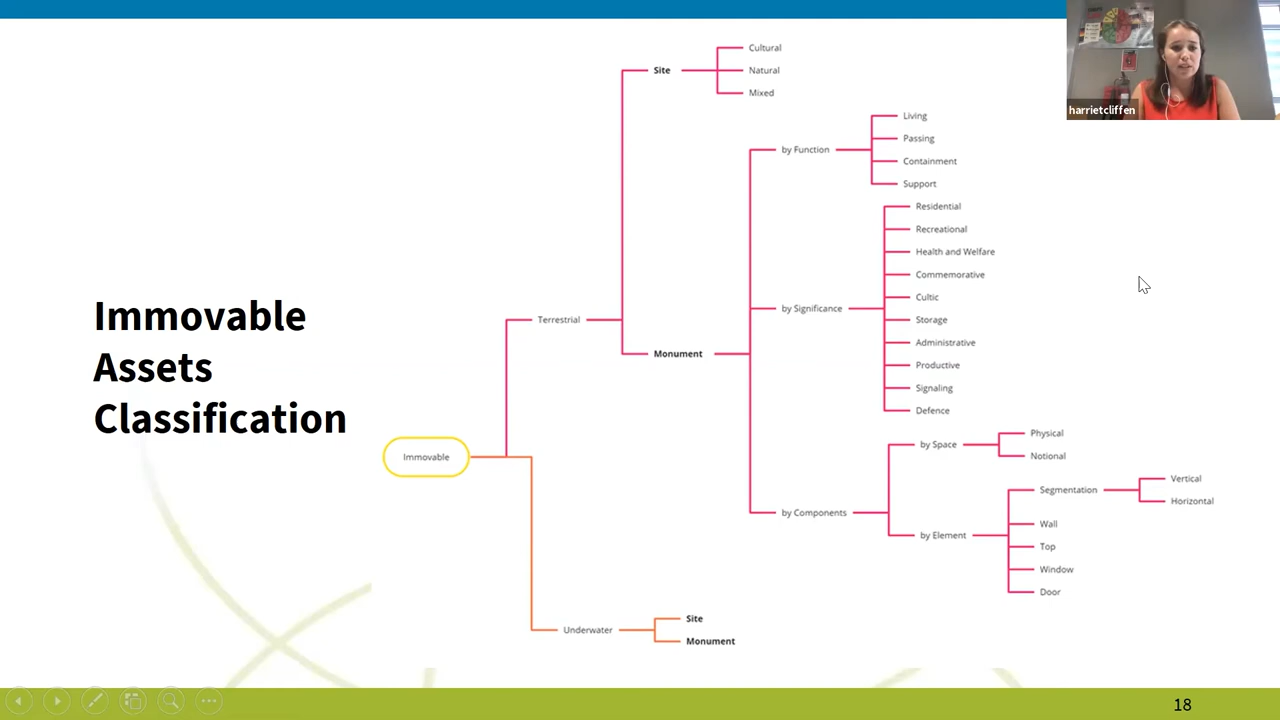 harrietcliffen
Immovable
Assets
Classification
Immovable
Terrestrial
Site
Cultural
Natural
Mixed
Monument
by Function
Living
Passing
Containment
Support
by Significance
Residential
Recreational
Health and Welfare
Commemorative
Cultic
Storage
Administrative
Productive
Signaling
Defence
by Components
by Space
Physical
Notional
by Element
Segmentation
Vertical
Horizontal
Wall
Top
Window
Door
Underwater
Site
Monument
18